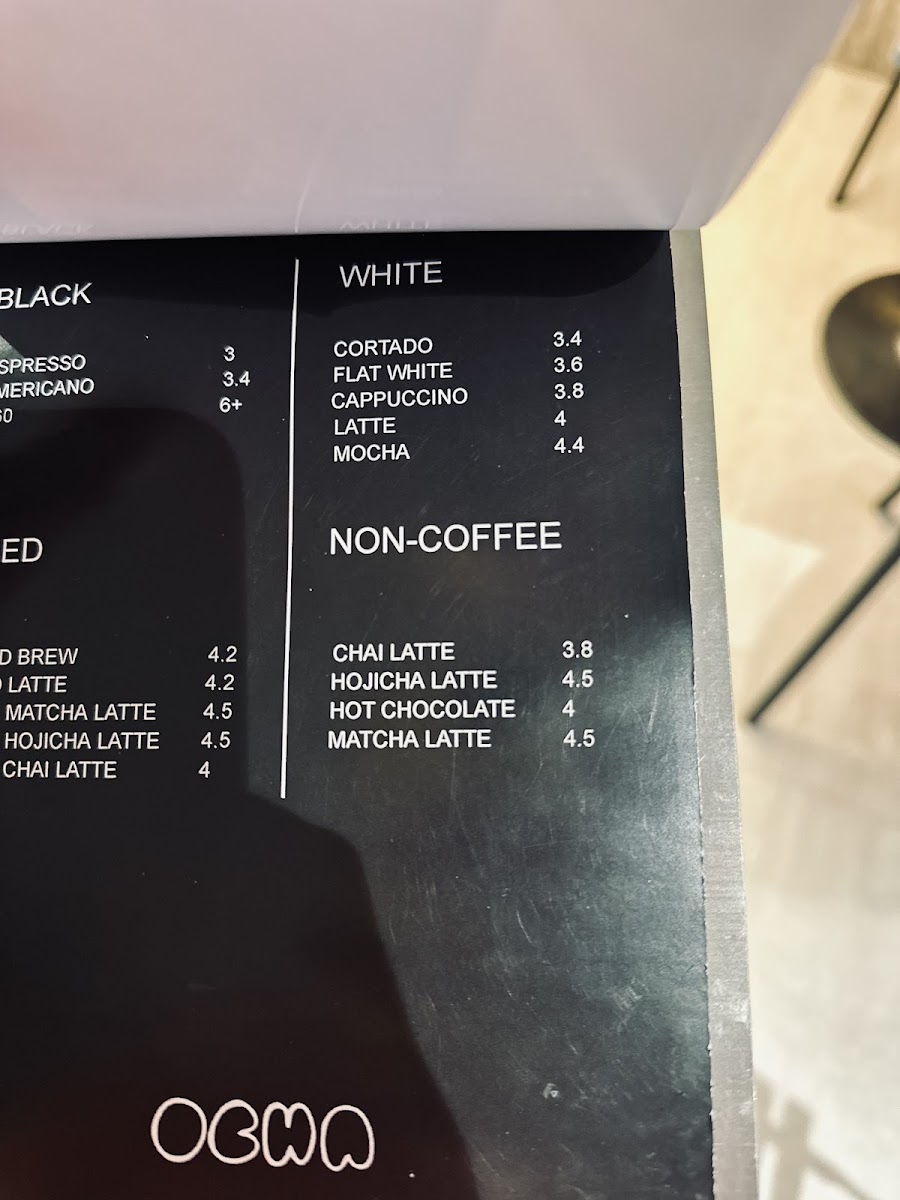 BLACK
SPRESSO 3
MERICANO 3.4
60 6+
ED
D BREW 4.2
LATTE 4.2
MATCHA LATTE 4.5
HOJICHA LATTE 4.5
CHAI LATTE 4
WHITE
CORTADO 3.4
FLAT WHITE 3.6
CAPPUCCINO 3.8
LATTE 4
MOCHA 4.4
NON-COFFEE
CHAI LATTE 3.8
HOJICHA LATTE 4.5
HOT CHOCOLATE 4
MATCHA LATTE 4.5
OCHA